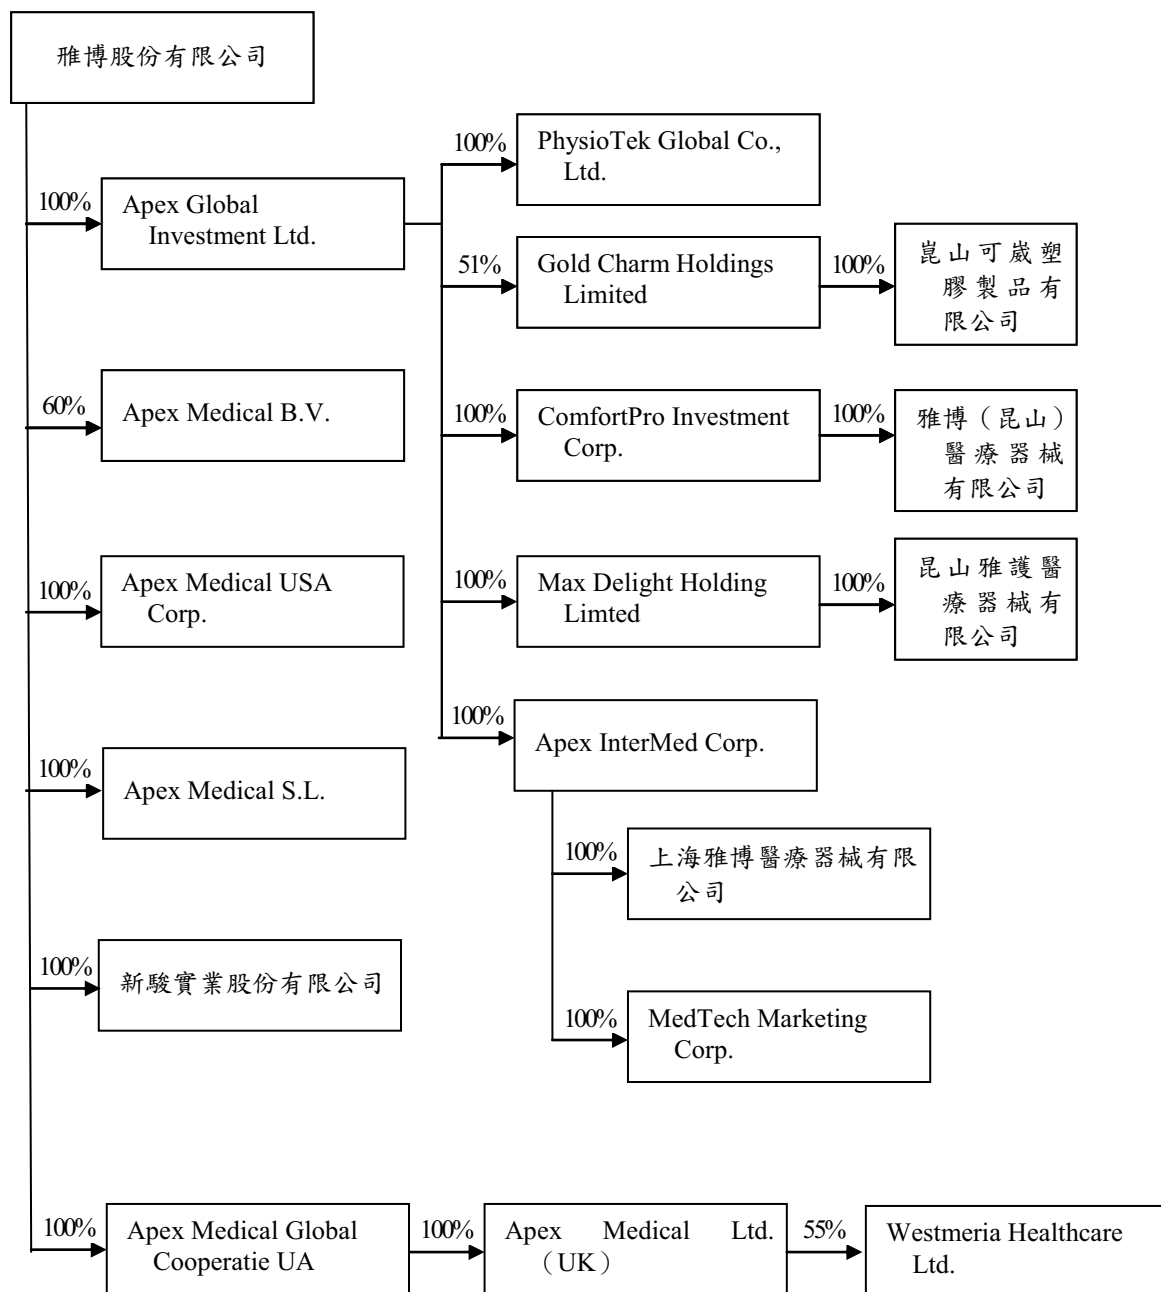 雅博股份有限公司
100%
PhysioTek Global Co.,
Ltd.
100%
Apex Global
Investment Ltd.
51%
Gold Charm Holdings
Limited
100%
崑山可崴塑
膠製品有
限公司
60%
Apex Medical B.V.
100%
ComfortPro Investment
Corp.
100%
雅博（昆山）
醫療器械
有限公司
100%
Apex Medical USA
Corp.
100%
Max Delight Holding
Limted
100%
昆山雅護醫
療器械有
限公司
100%
Apex InterMed Corp.
100%
Apex Medical S.L.
100%
上海雅博醫療器械有限
公司
100%
新駿實業股份有限公司
100%
MedTech Marketing
Corp.
100%
Apex Medical Global
Cooperatie UA
100%
Apex Medical Ltd.
（UK）
55%
Westmeria Healthcare
Ltd.